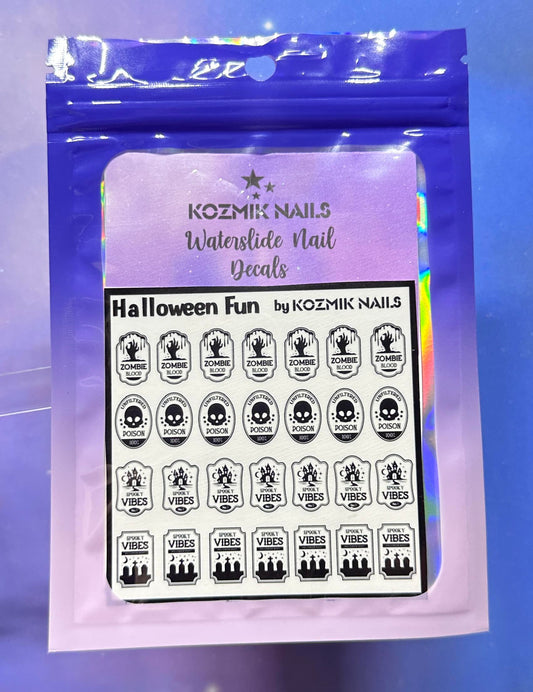 KOZMIK NAILS
Waterslide Nail
Decals
Halloween Fun by KOZMIK NAILS
ZOMBIE ZOMBIE ZOMBIE ZOMBIE ZOMBIE ZOMBIE ZOMBIE
BLOOD BLOOD BLOOD BLOOD BLOOD BLOOD BLOOD
UNFILTERED UNFILTERED UNFILTERED UNFILTERED UNFILTERED UNFILTERED UNFILTERED
POISON POISON POISON POISON POISON POISON POISON
SPOOKY SPOOKY SPOOKY SPOOKY SPOOKY SPOOKY SPOOKY
VIBES VIBES VIBES VIBES VIBES VIBES VIBES
SPOOKY SPOOKY SPOOKY SPOOKY SPOOKY SPOOKY SPOOKY
VIBES VIBES VIBES VIBES VIBES VIBES VIBES